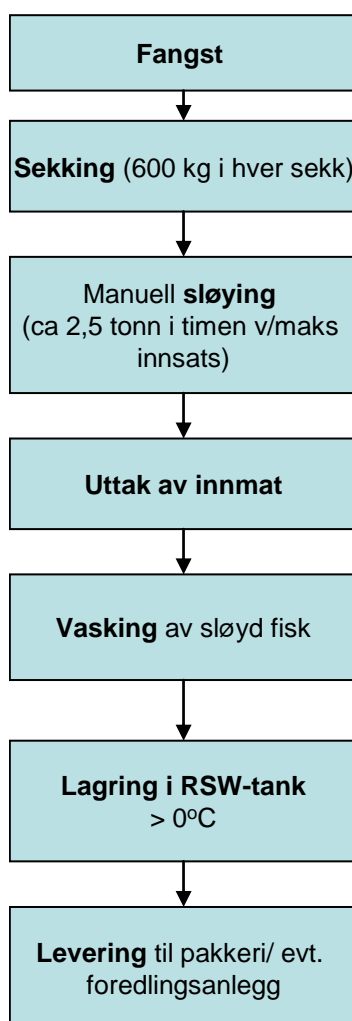 Fangst
Sekking (600 kg i hver sekk)
Manuell sløying
(ca 2,5 tonn i timen v/maks
innsats)
Uttak av innmat
Vasking av sløyd fisk
Lagring i RSW-tank
> 0°C
Levering til pakkeri/ evt.
foredlingsanlegg